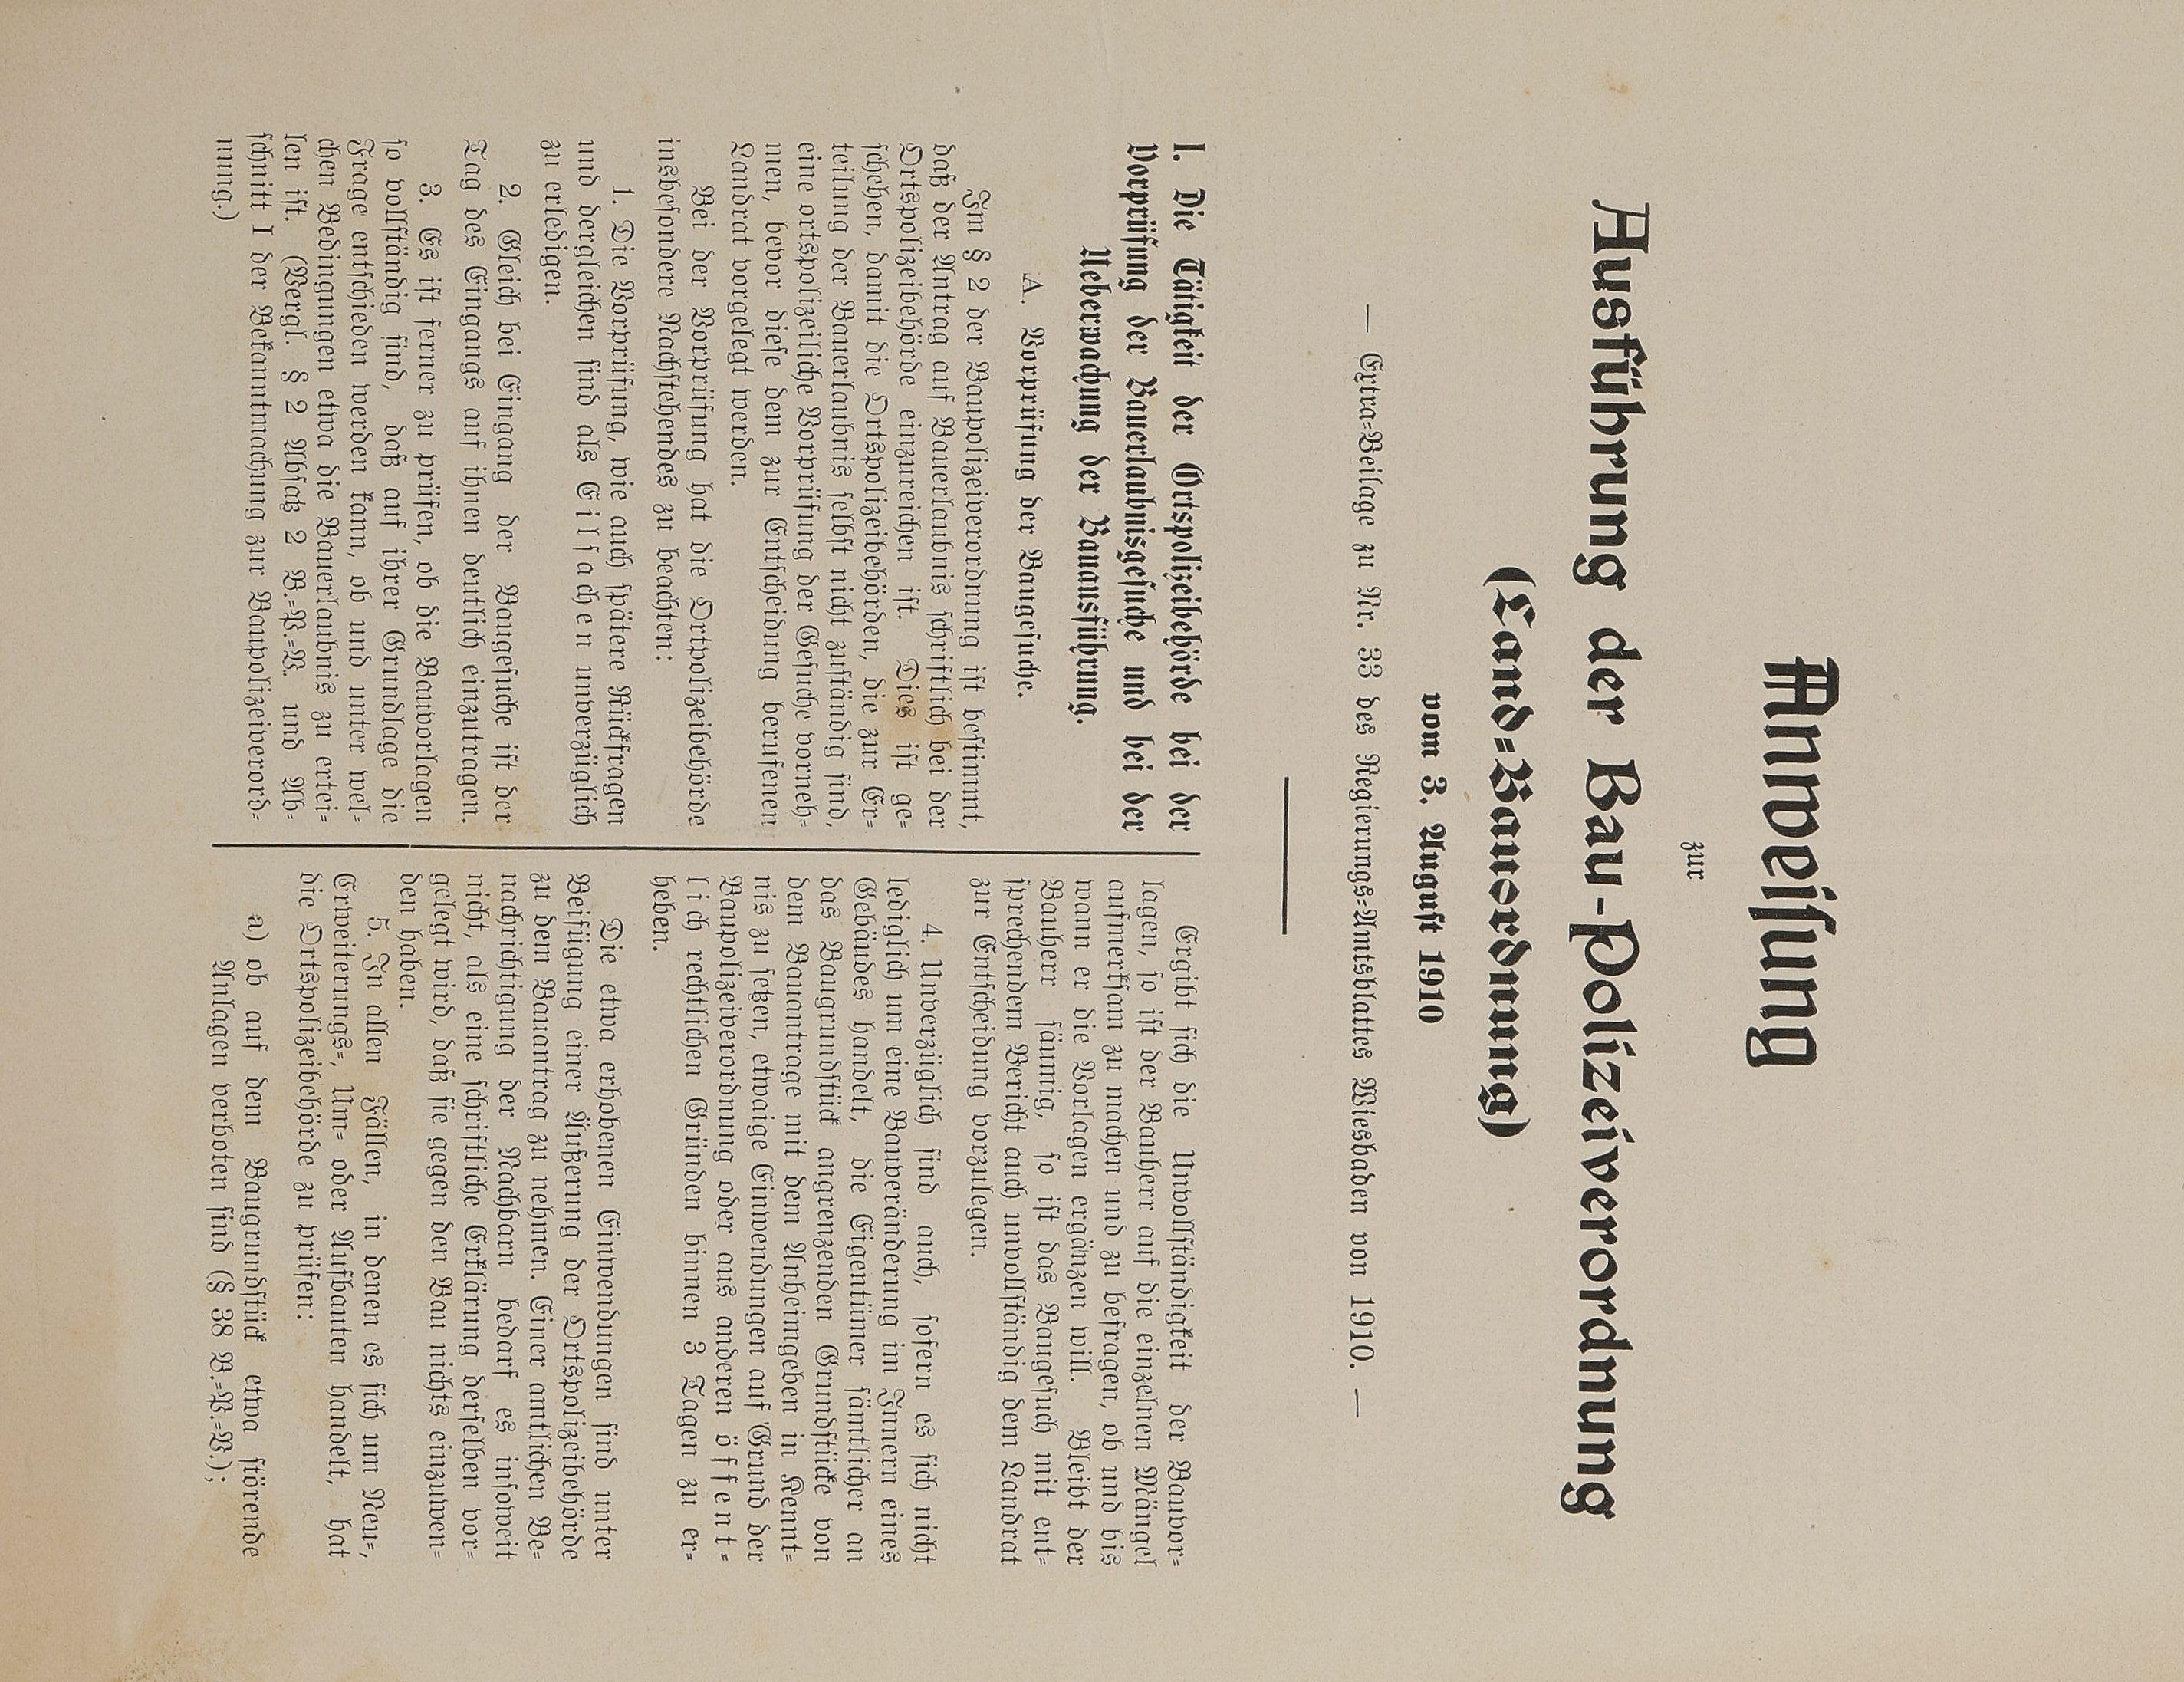 Anweisung
zur
Ausführung der Bau-Polizeiverordnung
(Land=Bauordnung)
vom 3. August 1910
— Extra=Beilage zu Nr. 33 des Regierungs=Amtsblattes Wiesbaden von 1910. —
I. Die Tätigkeit der Ortspolizeibehörde bei der
Vorprüfung der Bauerlaubnisgesuche und bei der
Ueberwachung der Bauausführung.
A. Vorprüfung der Baugesuche.
Im § 2 der Baupolizeiverordnung ist bestimmt,
daß der Antrag auf Bauerlaubnis schriftlich bei der
Ortspolizeibehörde einzureichen ist. Dies ist ge=
schehen, damit die Ortspolizeibehörden, die zur Er=
teilung der Bauerlaubnis selbst nicht zuständig sind,
eine ortspolizeiliche Vorprüfung der Gesuche vorneh=
men, bevor diese dem zur Entscheidung berufenen
Landrat vorgelegt werden.
Bei der Vorprüfung hat die Ortpolizeibehörde
insbesondere Nachstehendes zu beachten:
1. Die Vorprüfung, wie auch spätere Rückfragen
und dergleichen sind als Eilsachen unverzüglich
zu erledigen.
2. Gleich bei Eingang der Baugesuche ist der
Tag des Eingangs auf ihnen deutlich einzutragen.
3. Es ist ferner zu prüfen, ob die Bauvorlagen
so vollständig sind, daß auf ihrer Grundlage die
Frage entschieden werden kann, ob und unter wel=
chen Bedingungen etwa die Bauerlaubnis zu ertei=
len ist. (Vergl. § 2 Absatz 2 B.=P.=V. und Ab=
schnitt I der Bekanntmachung zur Baupolizeiverord=
nung.)
Ergibt sich die Unvollständigkeit der Bauvor=
lagen, so ist der Bauherr auf die einzelnen Mängel
aufmerksam zu machen und zu befragen, ob und bis
wann er die Vorlagen ergänzen will. Bleibt der
Bauherr säumig, so ist das Baugesuch mit ent=
sprechendem Bericht auch unvollständig dem Landrat
zur Entscheidung vorzulegen.
4. Unverzüglich sind auch, sofern es sich nicht
lediglich um eine Bauveränderung im Innern eines
Gebäudes handelt, die Eigentümer sämtlicher an
das Baugrundstück angrenzenden Grundstücke von
dem Bauantrage mit dem Anheimgeben in Kennt=
nis zu setzen, etwaige Einwendungen auf Grund der
Baupolizeiverordnung oder aus anderen öffent=
lich rechtlichen Gründen binnen 3 Tagen zu er=
heben.
Die etwa erhobenen Einwendungen sind unter
Beifügung einer Äußerung der Ortspolizeibehörde
zu dem Bauantrag zu nehmen. Einer amtlichen Be=
nachrichtigung der Nachbarn bedarf es insoweit
nicht, als eine schriftliche Erklärung derselben vor=
gelegt wird, daß sie gegen den Bau nichts einzuwen=
den haben.
5. In allen Fällen, in denen es sich um Neu=,
Erweiterungs=, Um= oder Aufbauten handelt, hat
die Ortspolizeibehörde zu prüfen:
a) ob auf dem Baugrundstück etwa störende
Anlagen verboten sind (§ 38 B.=P.=V.);